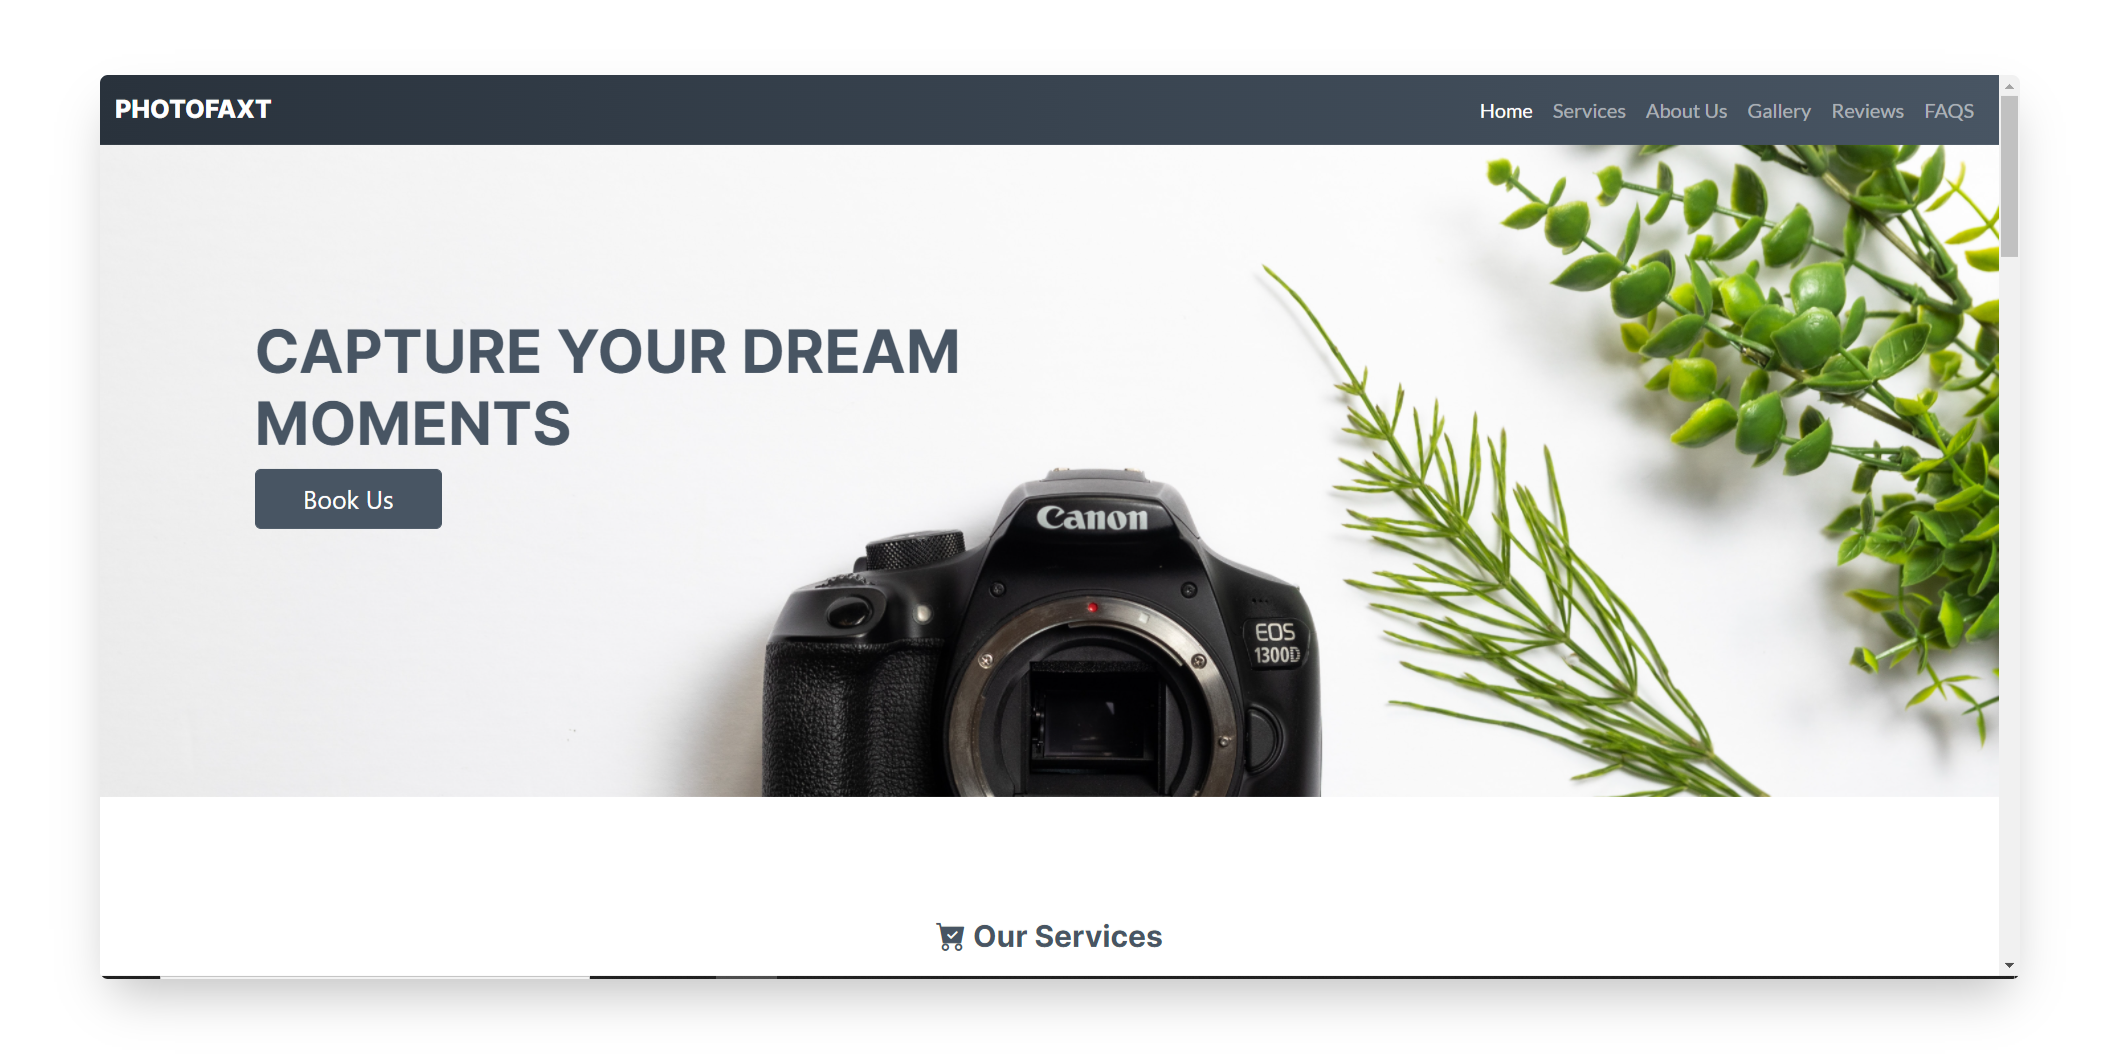 PHOTOFAXT
Home Services About Us Gallery Reviews FAQS
CAPTURE YOUR DREAM
MOMENTS
Book Us
Canon
EOS
1300D
Our Services